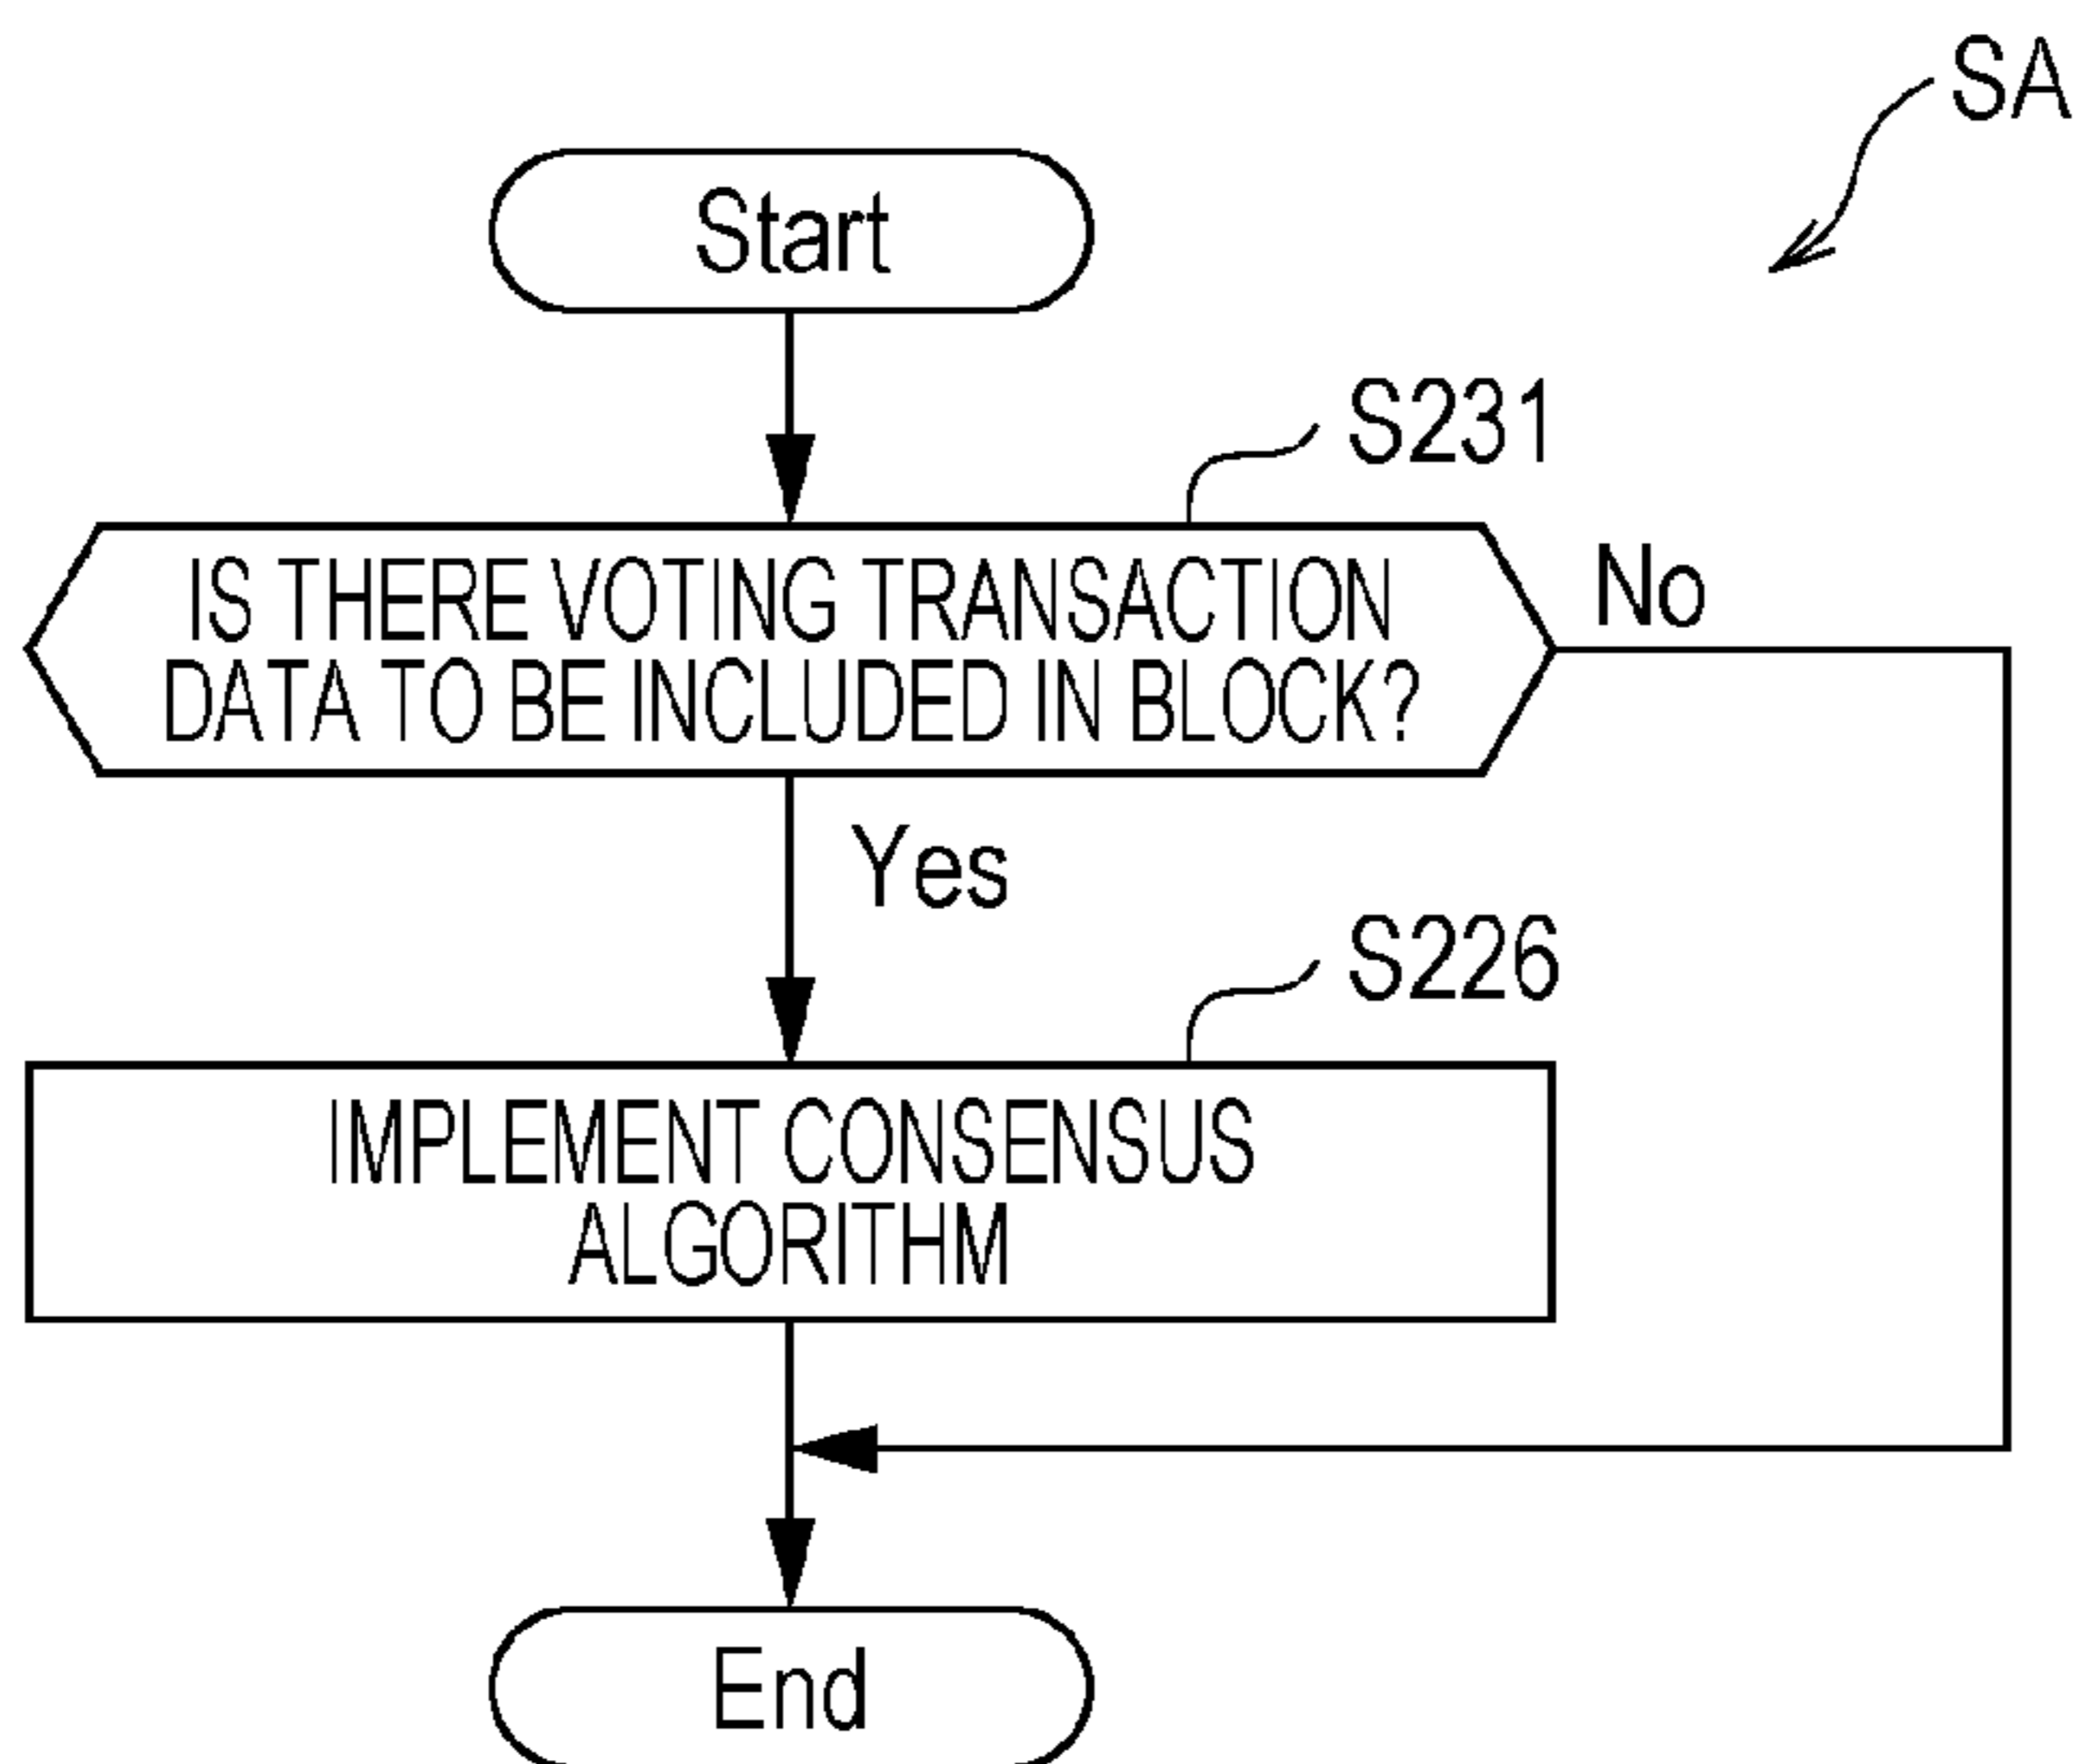 SA
Start
S231
IS THERE VOTING TRANSACTION
DATA TO BE INCLUDED IN BLOCK?
No
Yes
S226
IMPLEMENT CONSENSUS
ALGORITHM
End